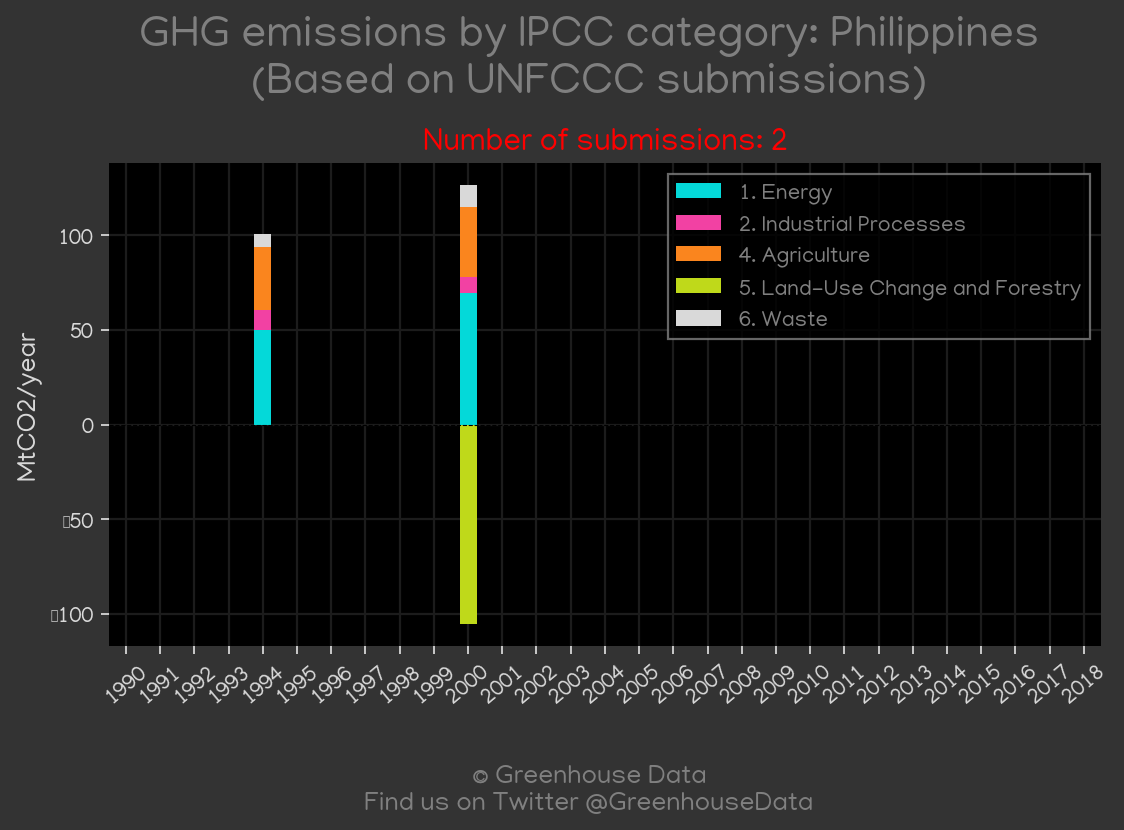 GHG emissions by IPCC category: Philippines
(Based on UNFCCC submissions)
Number of submissions: 2
1. Energy
2. Industrial Processes
4. Agriculture
5. Land-Use Change and Forestry
6. Waste
MtCO2/year
100
50
0
▯50
▯100
1990 1991 1992 1993 1994 1995 1996 1997 1998 1999 2000 2001 2002 2003 2004 2005 2006 2007 2008 2009 2010 2011 2012 2013 2014 2015 2016 2017 2018
© Greenhouse Data
Find us on Twitter @GreenhouseData